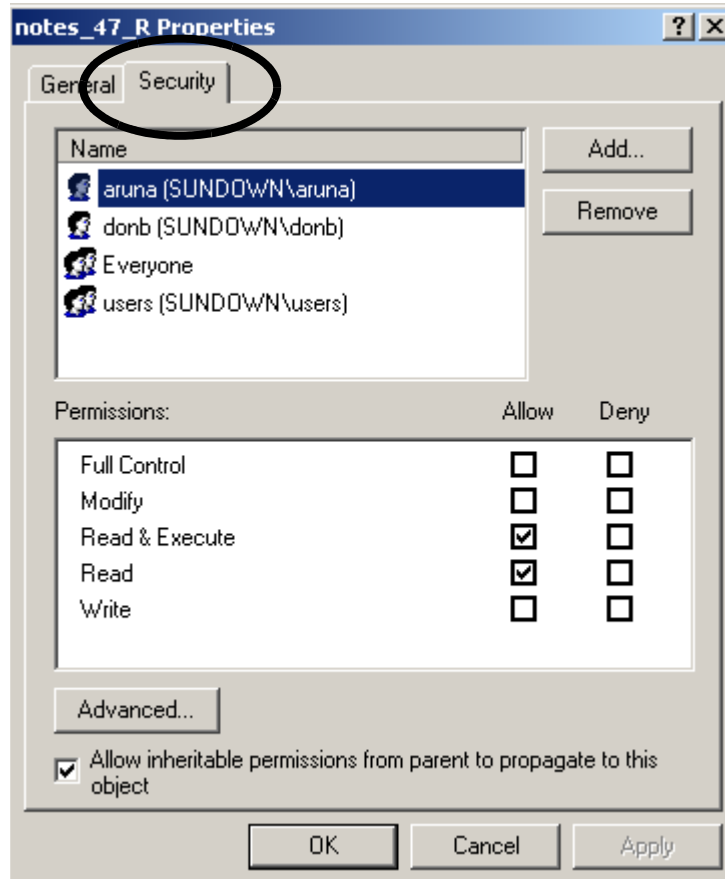 notes_47_R Properties
General Security
Name
Add...
aruna (SUNDOWN\aruna)
Remove
donb (SUNDOWN\donb)
Everyone
users (SUNDOWN\users)
Permissions: Allow Deny
Full Control
Modify
Read & Execute
Read
Write
Advanced...
Allow inheritable permissions from parent to propagate to this
object
OK Cancel Apply